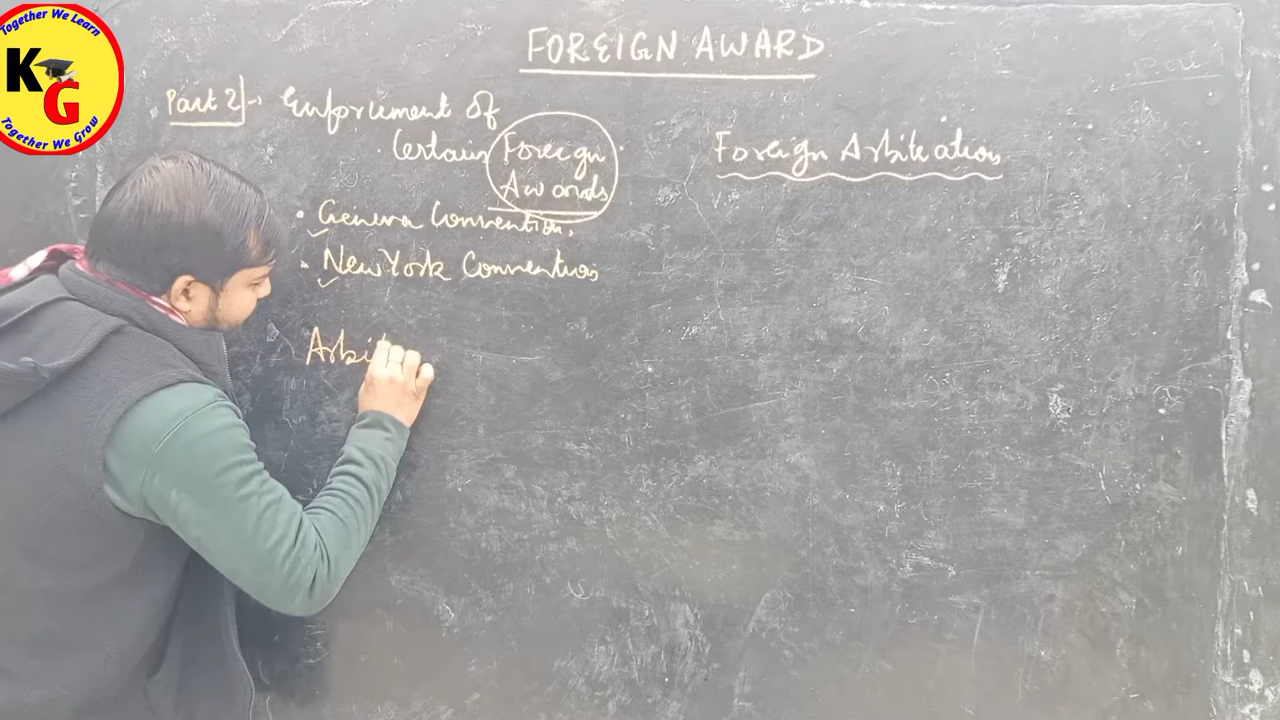 Together We Learn
KG
Together We Grow
FOREIGN AWARD
Part 2 :- Enforcement of
Certain Foreign
Awards
Foreign Arbitration
• Geneva Convention.
• New York Convention
Arbi